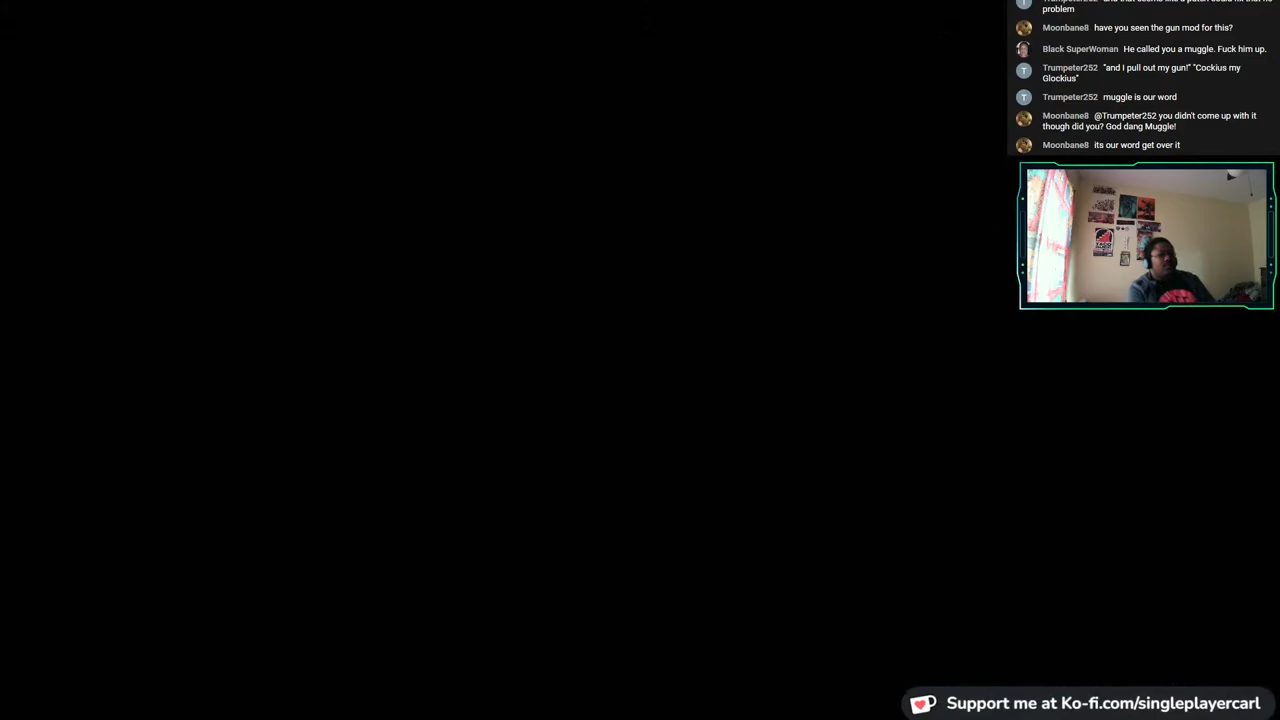 problem
Moonbane8 have you seen the gun mod for this?
Black SuperWoman He called you a muggle. Fuck him up.
Trumpeter252 "and I pull out my gun!" "Cockius my
Glockius"
Trumpeter252 muggle is our word
Moonbane8 @Trumpeter252 you didn't come up with it
though did you? God dang Muggle!
Moonbane8 its our word get over it
Support me at Ko-fi.com/singleplayercarl